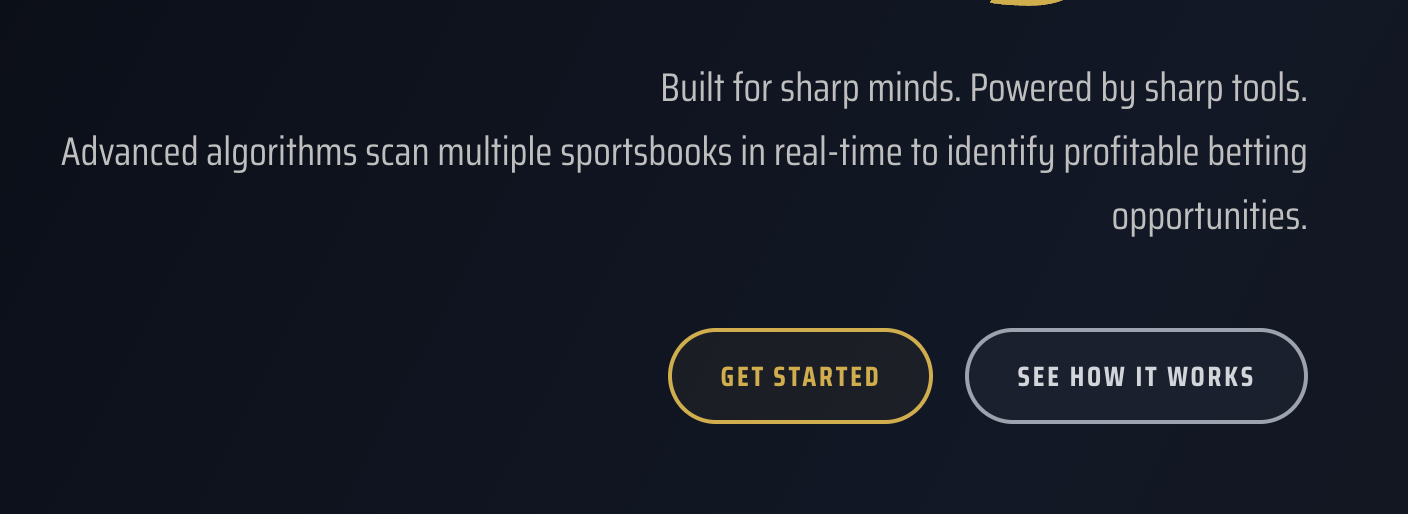 Built for sharp minds. Powered by sharp tools.
Advanced algorithms scan multiple sportsbooks in real-time to identify profitable betting
opportunities.
GET STARTED
SEE HOW IT WORKS